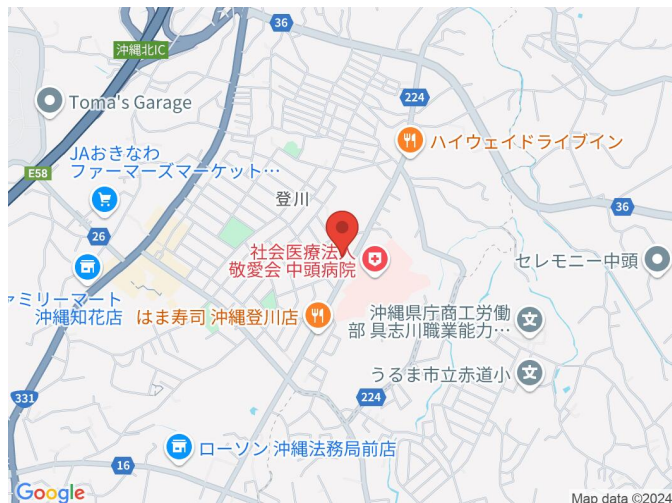 36
沖縄北IC
224
Toma's Garage
ハイウェイドライブイン
JAおきなわ
ファーマーズマーケット…
E58
登川
36
26
社会医療法人
敬愛会 中頭病院
セレモニー中頭
ァミリーマート
沖縄知花店
はま寿司 沖縄登川店
沖縄県庁商工労働
部 具志川職業能力…
うるま市立赤道小
331
224
ローソン 沖縄法務局前店
16
Google
Map data ©2024